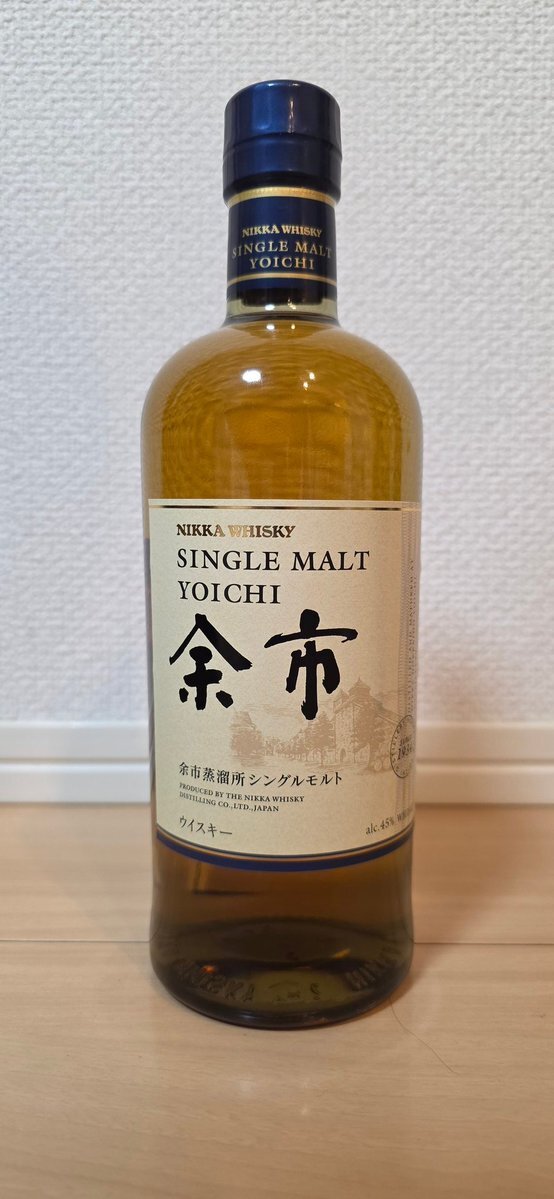 NIKKA WHISKY
SINGLE MALT
YOICHI
NIKKA WHISKY
SINGLE MALT
YOICHI
余市
余市蒸溜所シングルモルト
PRODUCED BY THE NIKKA WHISKY
DISTILLING CO.,LTD.,JAPAN
ウイスキー
alc.45%